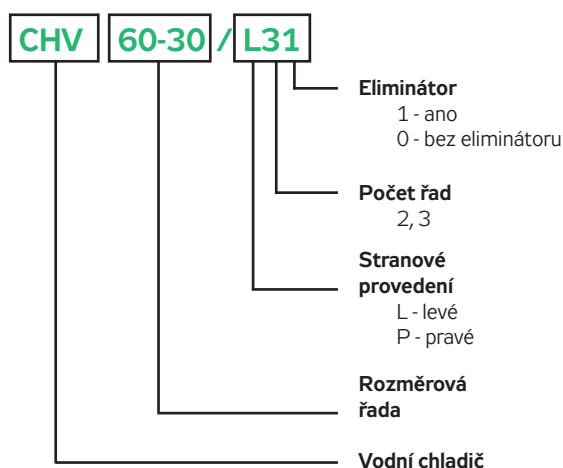 CHV 60-30 / L31
Eliminátor
1 - ano
0 - bez eliminátoru
Počet řad
2, 3
Stranové
provedení
L - levé
P - pravé
Rozměrová
řada
Vodní chladič